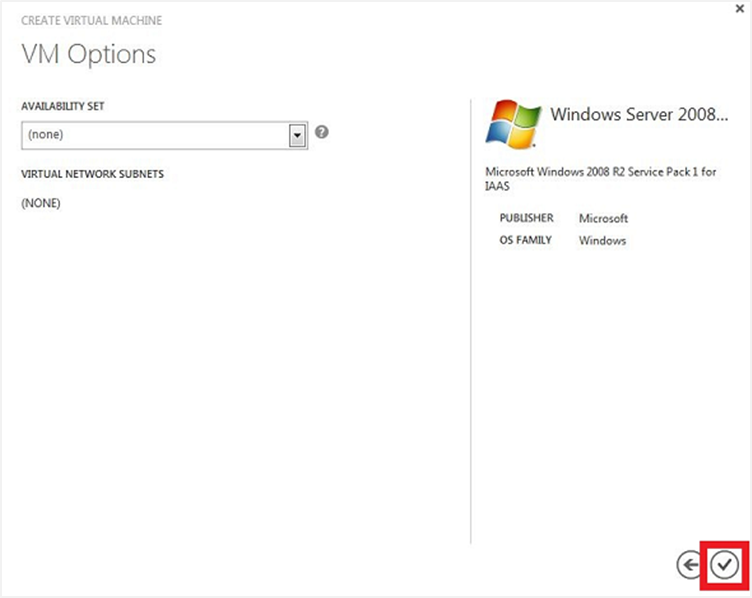 CREATE VIRTUAL MACHINE
VM Options
AVAILABILITY SET
(none)
VIRTUAL NETWORK SUBNETS
(NONE)
Windows Server 2008...
Microsoft Windows 2008 R2 Service Pack 1 for
IAAS
PUBLISHER Microsoft
OS FAMILY Windows